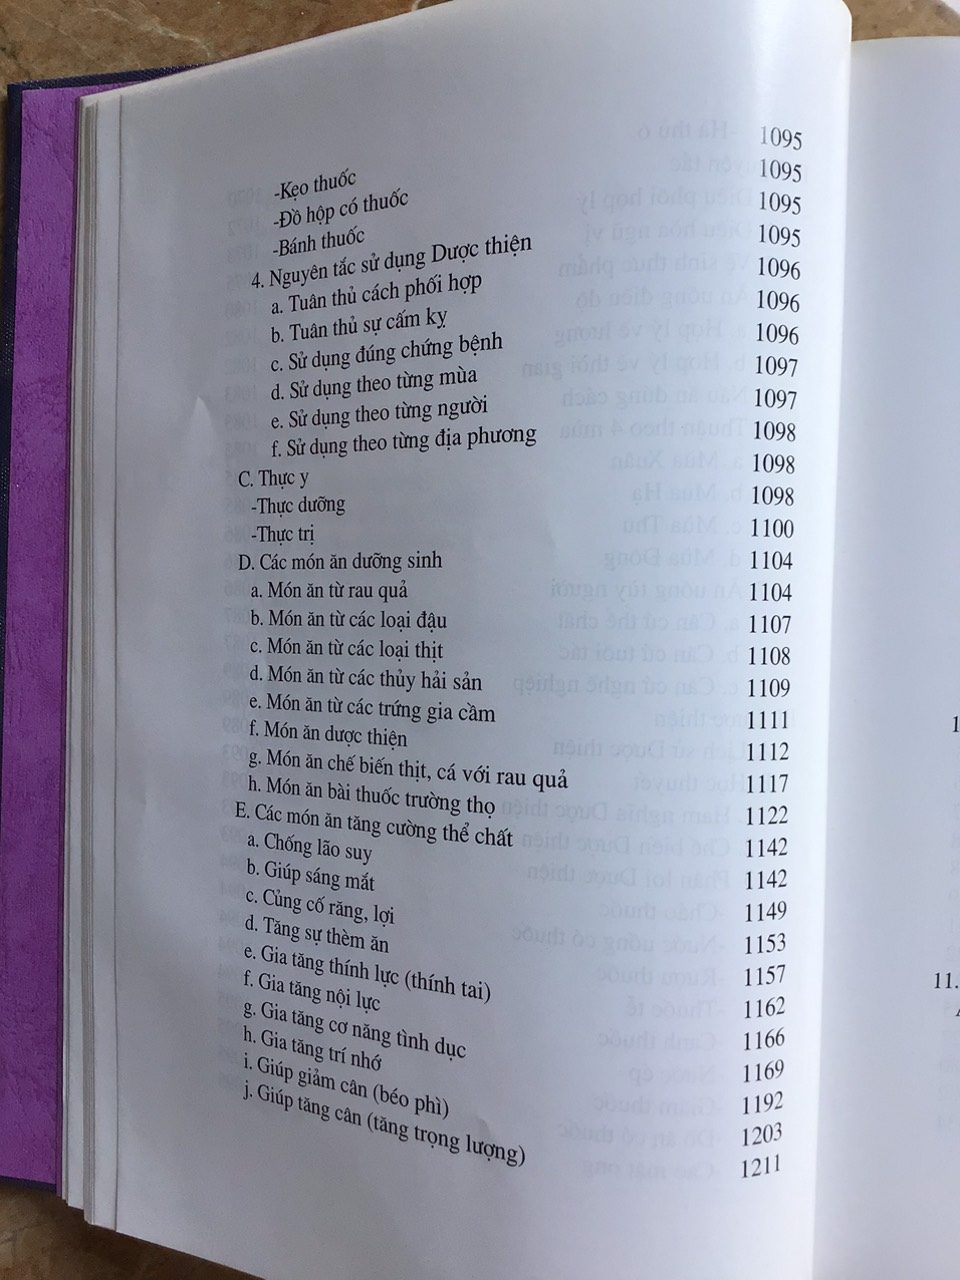 -Kẹo thuốc 1095
-Đồ hộp có thuốc 1095
-Bánh thuốc 1095
4. Nguyên tắc sử dụng Dược thiện 1095
a. Tuân thủ cách phối hợp 1096
b. Tuân thủ sự cấm kỵ 1096
c. Sử dụng đúng chứng bệnh 1096
d. Sử dụng theo từng mùa 1097
e. Sử dụng theo từng người 1097
f. Sử dụng theo từng địa phương 1098
C. Thực y 1098
-Thực dưỡng 1098
-Thực trị 1100
D. Các món ăn dưỡng sinh 1104
a. Món ăn từ rau quả 1104
b. Món ăn từ các loại đậu 1107
c. Món ăn từ các loại thịt 1108
d. Món ăn từ các thủy hải sản 1109
e. Món ăn từ các trứng gia cầm 1111
f. Món ăn dược thiện 1112
g. Món ăn chế biến thịt, cá với rau quả 1117
h. Món ăn bài thuốc trường thọ 1122
E. Các món ăn tăng cường thể chất 1142
a. Chống lão suy 1142
b. Giúp sáng mắt 1149
c. Củng cố răng, lợi 1153
d. Tăng sự thèm ăn 1157
e. Gia tăng thính lực (thính tai) 1162
f. Gia tăng nội lực 1166
g. Gia tăng cơ năng tình dục 1169
h. Gia tăng trí nhớ 1192
i. Giúp giảm cân (béo phì) 1203
j. Giúp tăng cân (tăng trọng lượng) 1211
11.